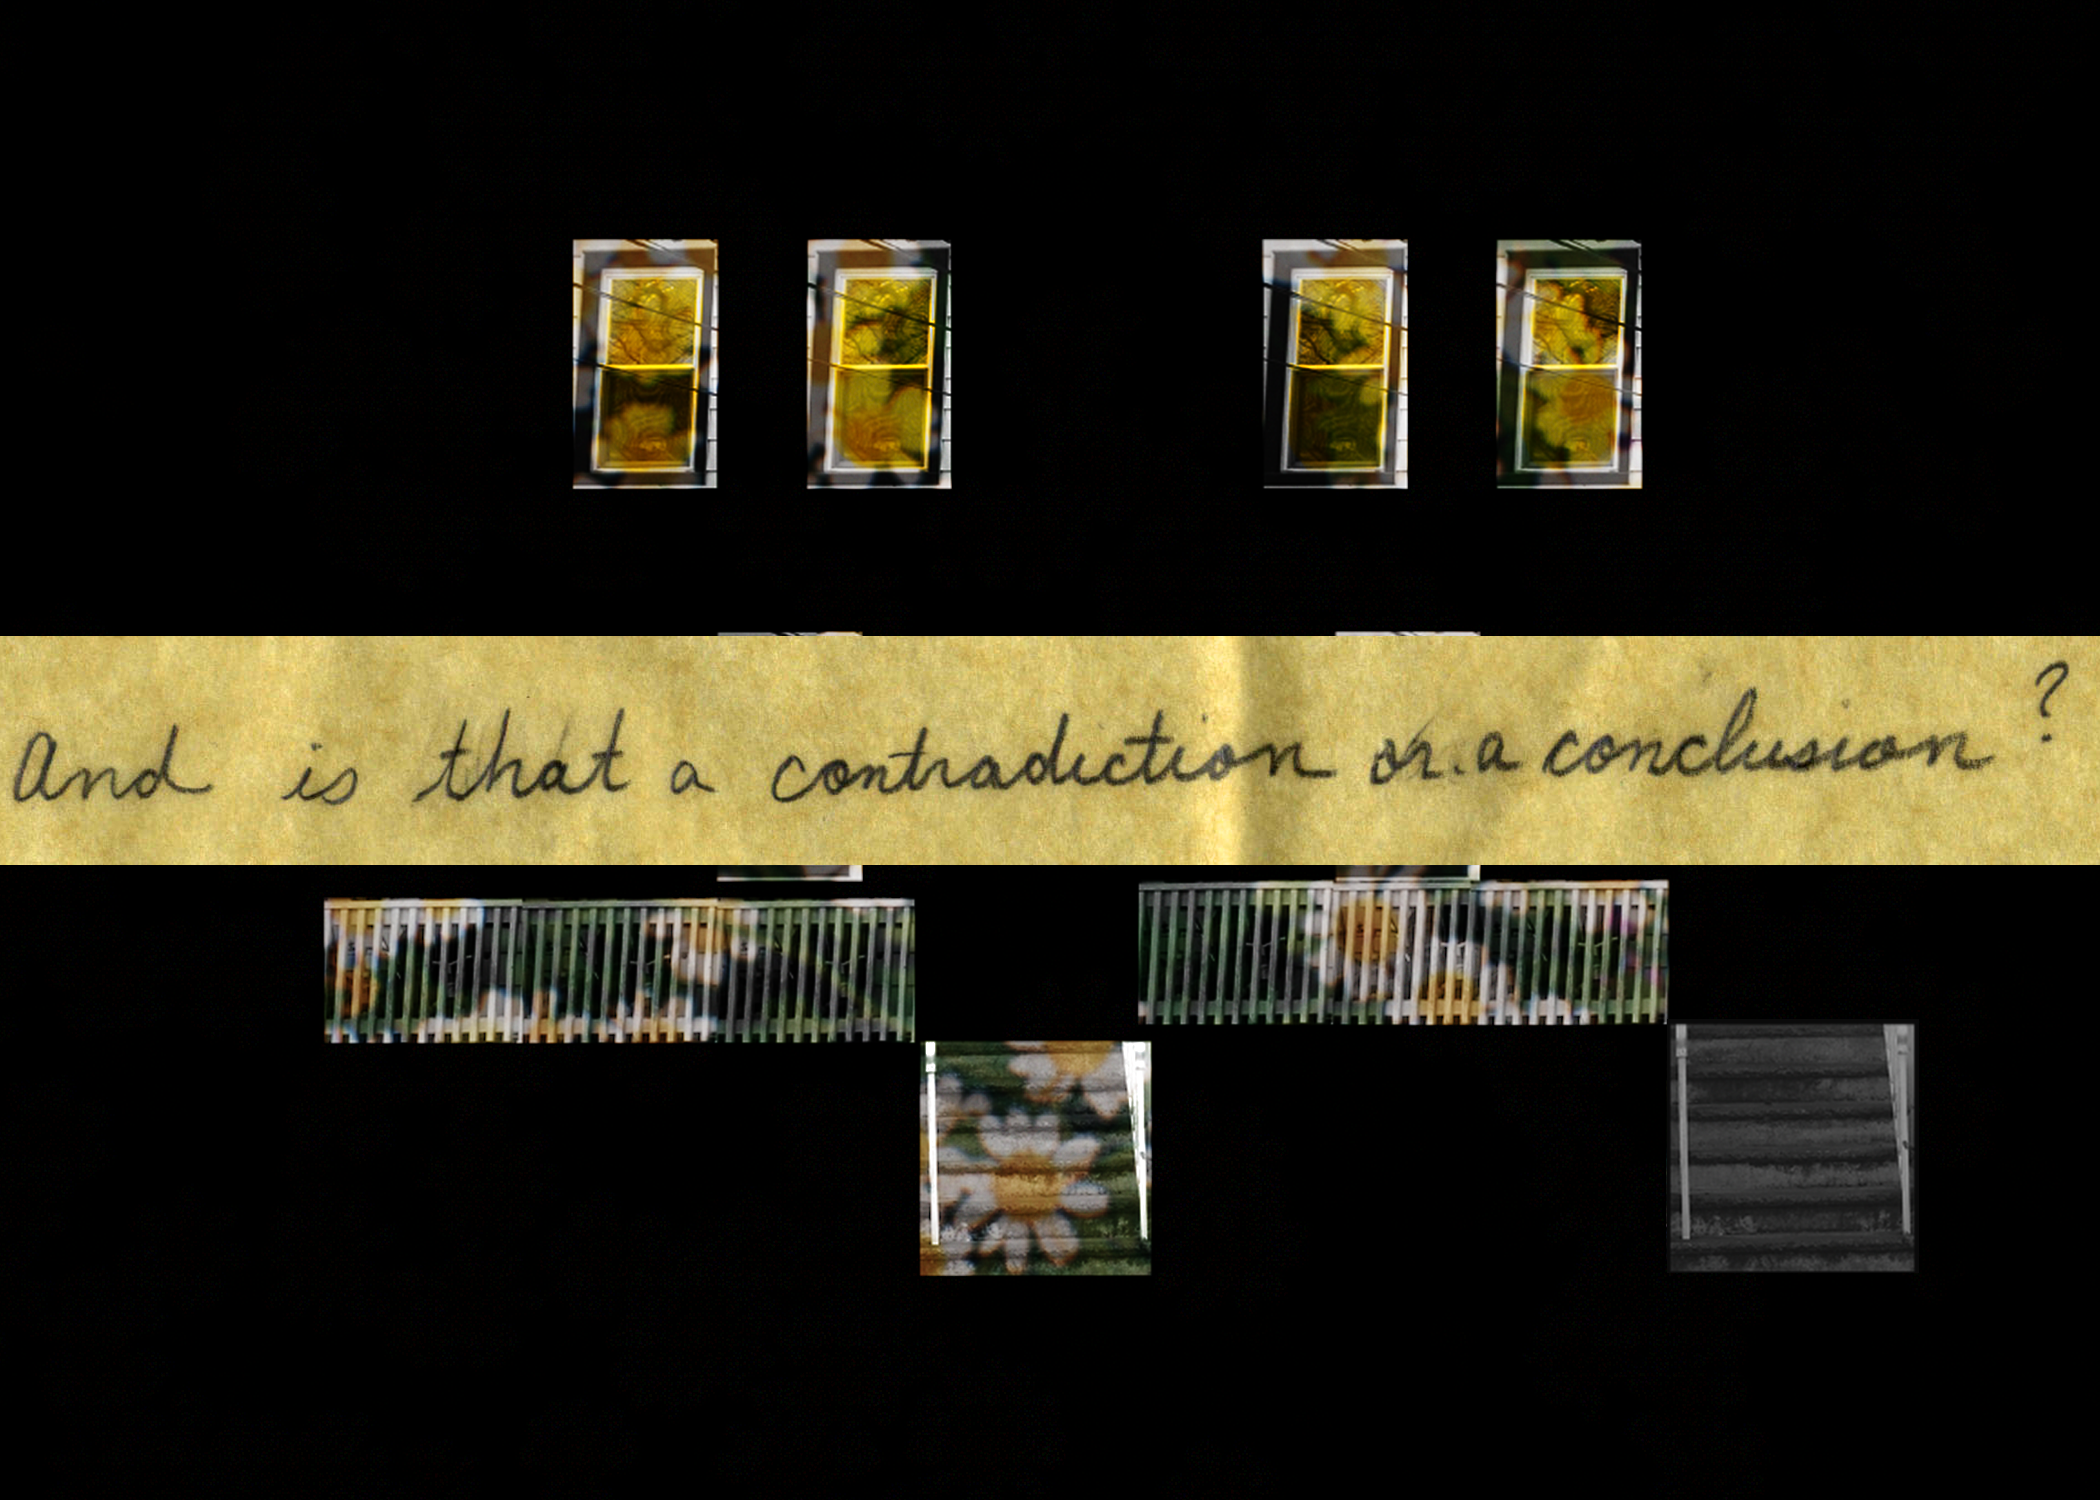 And is that a contradiction or a conclusion?